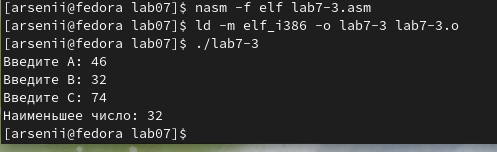 [arsenii@fedora lab07]$ nasm -f elf lab7-3.asm
[arsenii@fedora lab07]$ ld -m elf_i386 -o lab7-3 lab7-3.o
[arsenii@fedora lab07]$ ./lab7-3
Введите A: 46
Введите B: 32
Введите C: 74
Наименьшее число: 32
[arsenii@fedora lab07]$